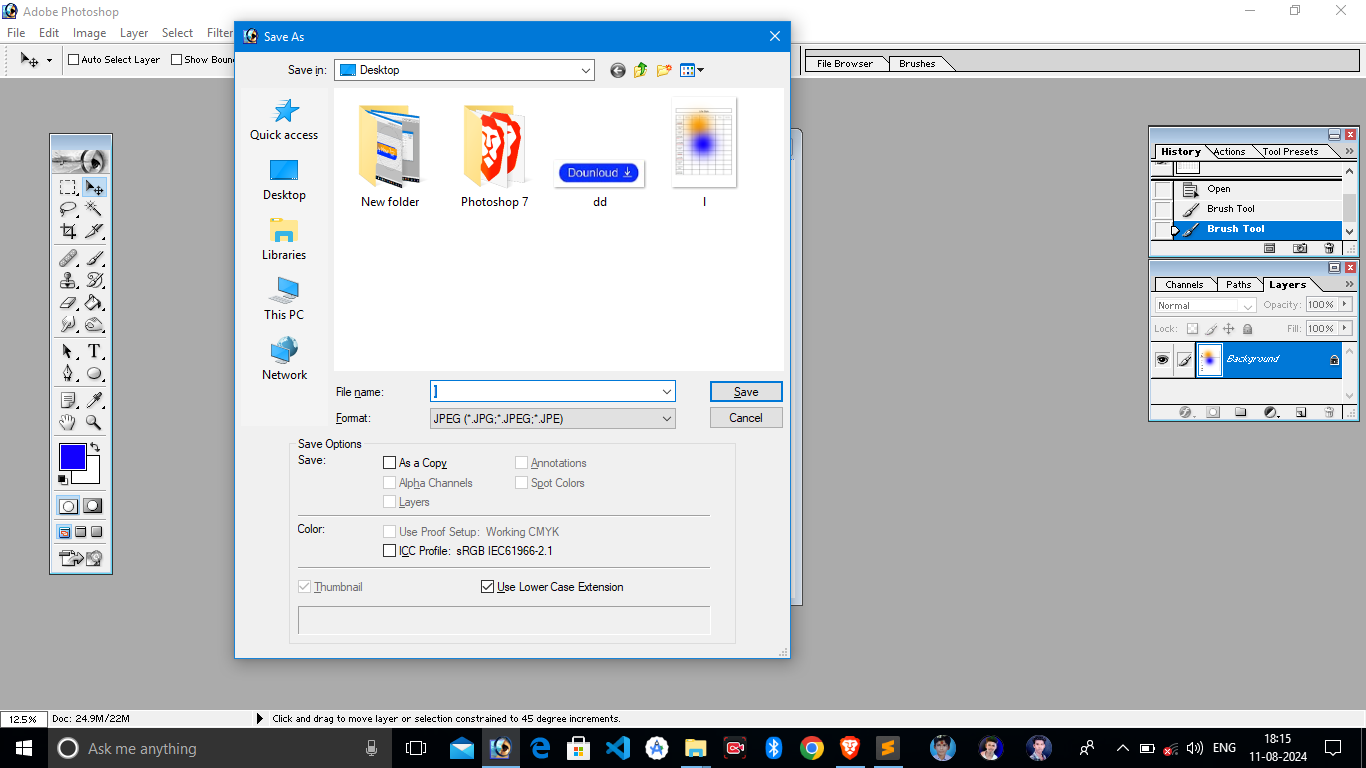 Adobe Photoshop
File Edit Image Layer Select Filter
Auto Select Layer Show Boun
File Browser Brushes
Save As
Save in: Desktop
Quick access
Desktop
Libraries
This PC
Network
New folder Photoshop 7 dd l
Dounloud
File name:
Save
Format: JPEG (*.JPG;*.JPEG;*.JPE)
Cancel
Save Options
Save: As a Copy Annotations
Alpha Channels Spot Colors
Layers
Color: Use Proof Setup: Working CMYK
ICC Profile: sRGB IEC61966-2.1
Thumbnail Use Lower Case Extension
History Actions Tool Presets
Open
Brush Tool
Brush Tool
Channels Paths Layers
Normal Opacity: 100%
Lock: Fill: 100%
Background
12.5% Doc: 24.9M/22M Click and drag to move layer or selection constrained to 45 degree increments.
Ask me anything
ENG
18:15
11-08-2024